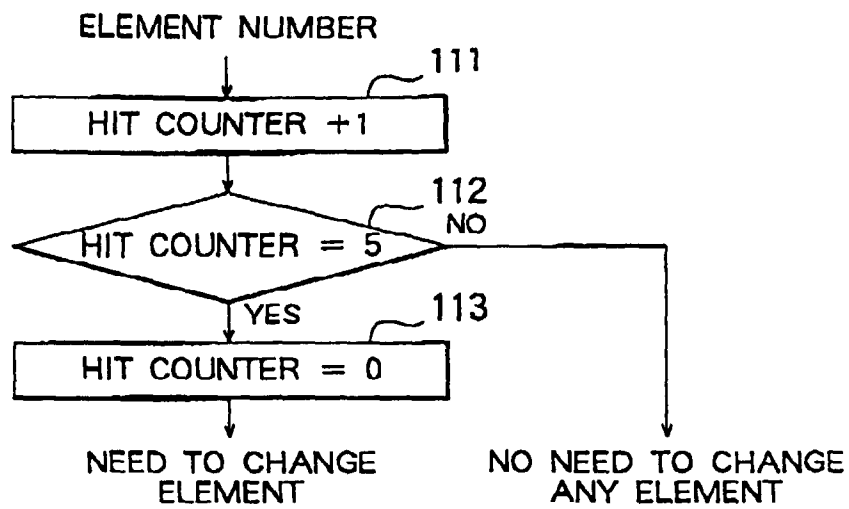 ELEMENT NUMBER
111
HIT COUNTER +1
112
HIT COUNTER = 5
NO
YES
113
HIT COUNTER = 0
NEED TO CHANGE
ELEMENT
NO NEED TO CHANGE
ANY ELEMENT